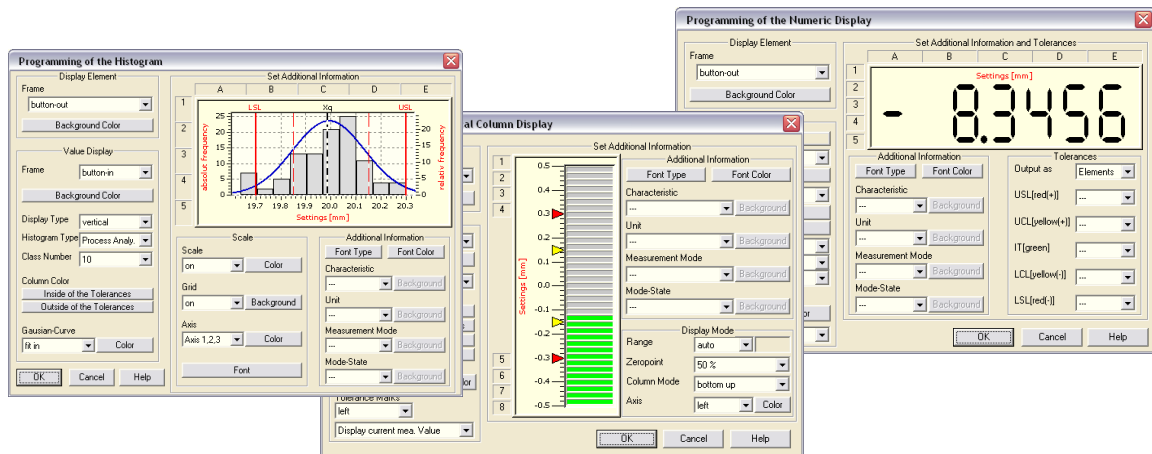 Programming of the Numeric Display
Display Element
Frame
button-out
Background Color
Set Additional Information and Tolerances
A B C D E
1
2
3
4
5
Settings [mm]
- 8.3456
Additional Information
Font Type Font Color
Characteristic
--- Background
Unit
--- Background
Measurement Mode
--- Background
Mode-State
--- Background
Tolerances
Output as Elements
USL[red(+)] ---
UCL[yellow(+)] ---
IT[green] ---
LCL[yellow(-)] ---
LSL[red(-)] ---
OK Cancel Help
Programming of the Histogram
Display Element
Frame
button-out
Background Color
Value Display
Frame button-in
Background Color
Display Type vertical
Histogram Type Process Analy.
Class Number 10
Column Color
Inside of the Tolerances
Outside of the Tolerances
Gausian-Curve
fit in Color
OK Cancel Help
Set Additional Information
A B C D E
1
2
3
4
5
LSL Xq USL
absolut frequency
25
20
15
10
5
0
relative frequency
20
15
10
5
0
19.7 19.8 19.9 20.0 20.1 20.2 20.3
Settings [mm]
Scale
Scale
on Color
Grid
on Background
Axis
Axis 1,2,3 Color
Font
Additional Information
Font Type Font Color
Characteristic
--- Background
Unit
--- Background
Measurement Mode
--- Background
Mode-State
--- Background
al Column Display
Set Additional Information
1
2
3
4
5
6
7
8
Settings [mm]
0.5
0.4
0.3
0.2
0.1
0.0
-0.1
-0.2
-0.3
-0.4
-0.5
Additional Information
Font Type Font Color
Characteristic
--- Background
Unit
--- Background
Measurement Mode
--- Background
Mode-State
--- Background
Display Mode
Range auto
Zeropoint 50 %
Column Mode bottom up
Axis left Color
Tolerance Marks
left
Display current mea. Value
OK Cancel Help